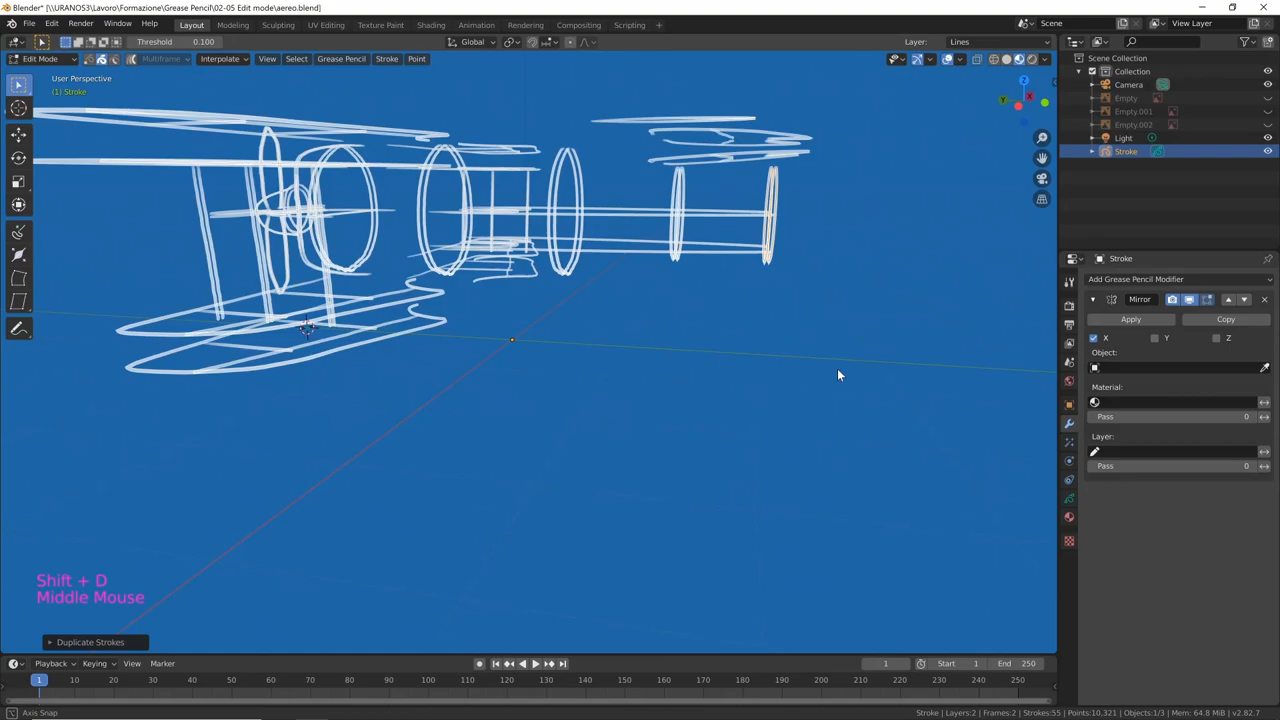 Blender* [\\URANOS3\Lavoro\Formazione\Grease Pencil\02-05 Edit mode\aereo.blend]
File Edit Render Window Help Layout Modeling Sculpting UV Editing Texture Paint Shading Animation Rendering Compositing Scripting Scene View Layer
Threshold 0.100 Global Layer: Lines
Edit Mode Multiframe Interpolate View Select Grease Pencil Stroke Point
User Perspective
(1) Stroke
Z
X
Y
Scene Collection
Collection
Camera
Empty
Empty.001
Empty.002
Light
Stroke
Stroke
Add Grease Pencil Modifier
Mirror
Apply Copy
X Y Z
Object:
Material:
Pass 0
Layer:
Pass 0
Shift + D
Middle Mouse
Duplicate Strokes
Playback Keying View Marker 1 Start 1 End 250
1 10 20 30 40 50 60 70 80 90 100 110 120 130 140 150 160 170 180 190 200 210 220 230 240 250
Axis Snap Stroke | Layers:2 | Frames:2 | Strokes:55 | Points:10,321 | Objects:1/3 | Mem: 64.8 MiB | v2.82.7